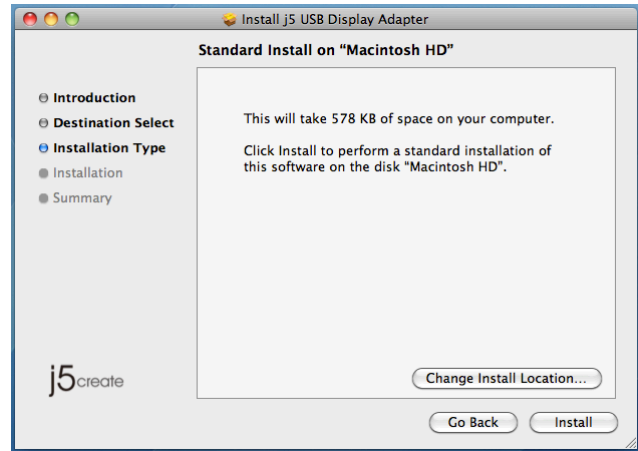 Install j5 USB Display Adapter
Standard Install on “Macintosh HD”
Introduction
Destination Select
Installation Type
Installation
Summary
This will take 578 KB of space on your computer.
Click Install to perform a standard installation of
this software on the disk “Macintosh HD”.
j5create
Change Install Location...
Go Back
Install